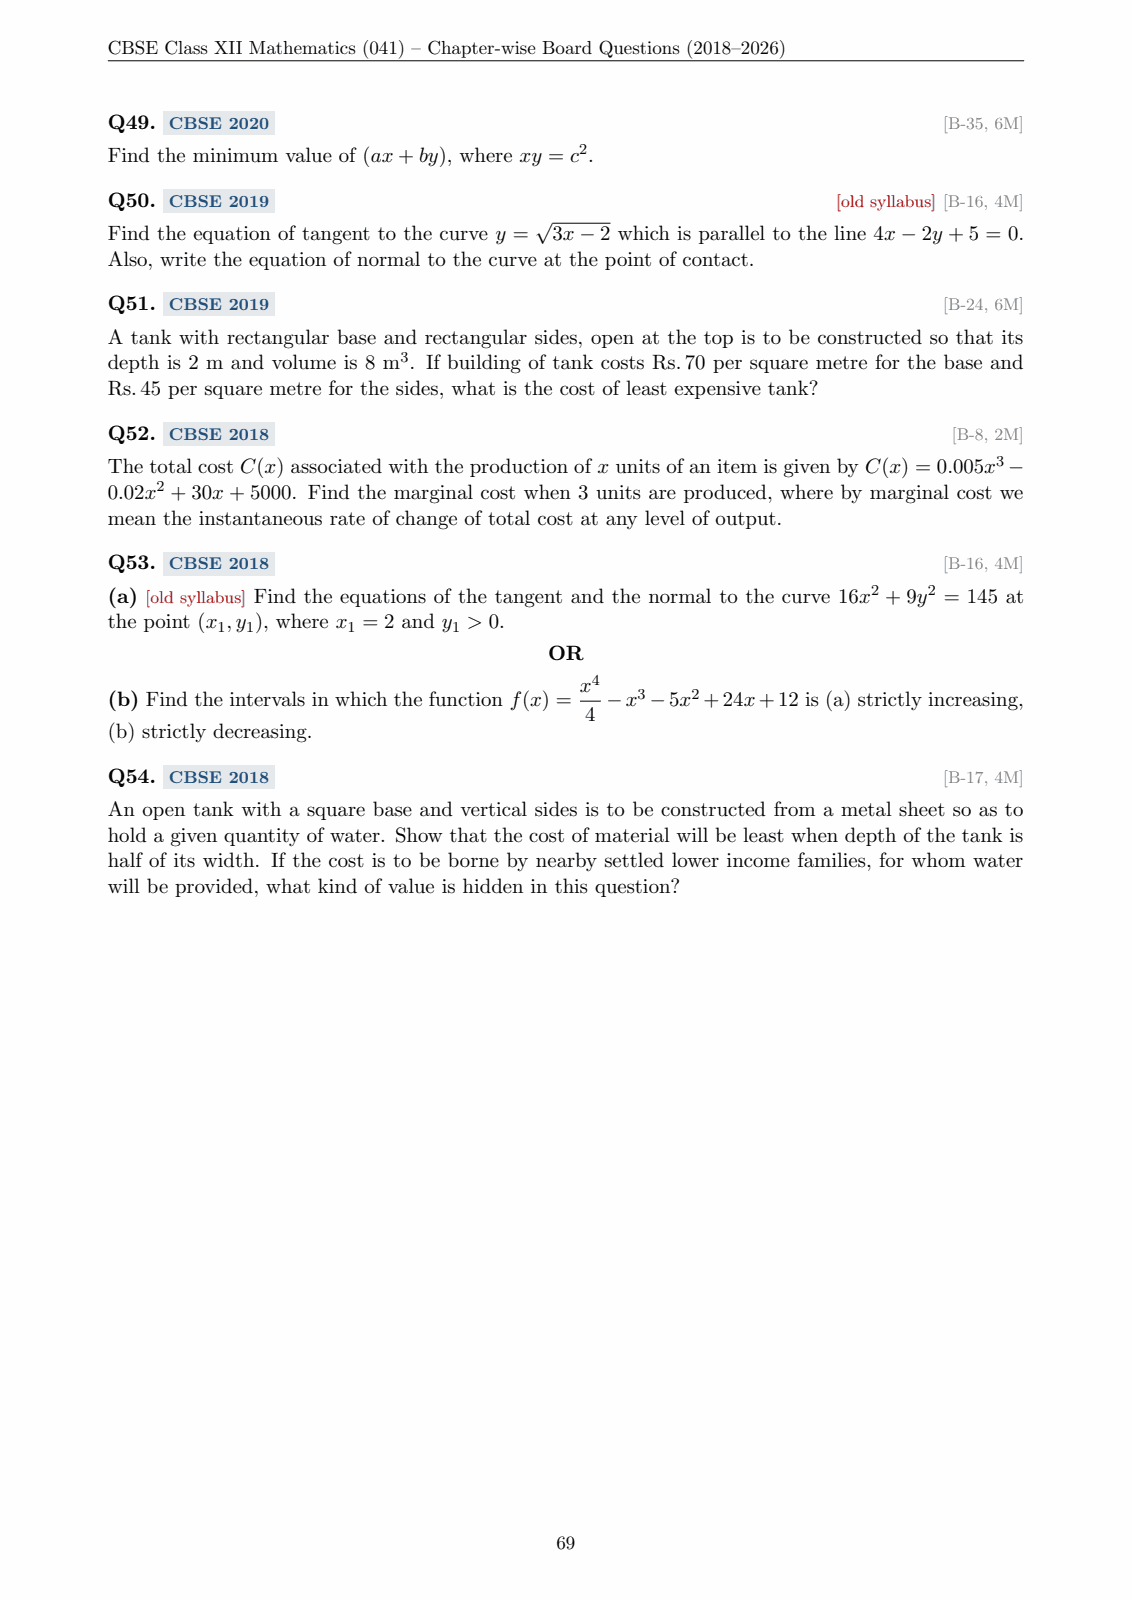 CBSE Class XII Mathematics (041) – Chapter-wise Board Questions (2018–2026)
Q49. CBSE 2020 [B-35, 6M]
Find the minimum value of (ax + by), where xy = c².
Q50. CBSE 2019 [old syllabus] [B-16, 4M]
Find the equation of tangent to the curve y = √(3x − 2) which is parallel to the line 4x − 2y + 5 = 0.
Also, write the equation of normal to the curve at the point of contact.
Q51. CBSE 2019 [B-24, 6M]
A tank with rectangular base and rectangular sides, open at the top is to be constructed so that its
depth is 2 m and volume is 8 m³. If building of tank costs Rs. 70 per square metre for the base and
Rs. 45 per square metre for the sides, what is the cost of least expensive tank?
Q52. CBSE 2018 [B-8, 2M]
The total cost C(x) associated with the production of x units of an item is given by C(x) = 0.005x³ −
0.02x² + 30x + 5000. Find the marginal cost when 3 units are produced, where by marginal cost we
mean the instantaneous rate of change of total cost at any level of output.
Q53. CBSE 2018 [B-16, 4M]
(a) [old syllabus] Find the equations of the tangent and the normal to the curve 16x² + 9y² = 145 at
the point (x₁, y₁), where x₁ = 2 and y₁ > 0.
OR
(b) Find the intervals in which the function f(x) = x⁴/4 − x³ − 5x² + 24x + 12 is (a) strictly increasing,
(b) strictly decreasing.
Q54. CBSE 2018 [B-17, 4M]
An open tank with a square base and vertical sides is to be constructed from a metal sheet so as to
hold a given quantity of water. Show that the cost of material will be least when depth of the tank is
half of its width. If the cost is to be borne by nearby settled lower income families, for whom water
will be provided, what kind of value is hidden in this question?
69